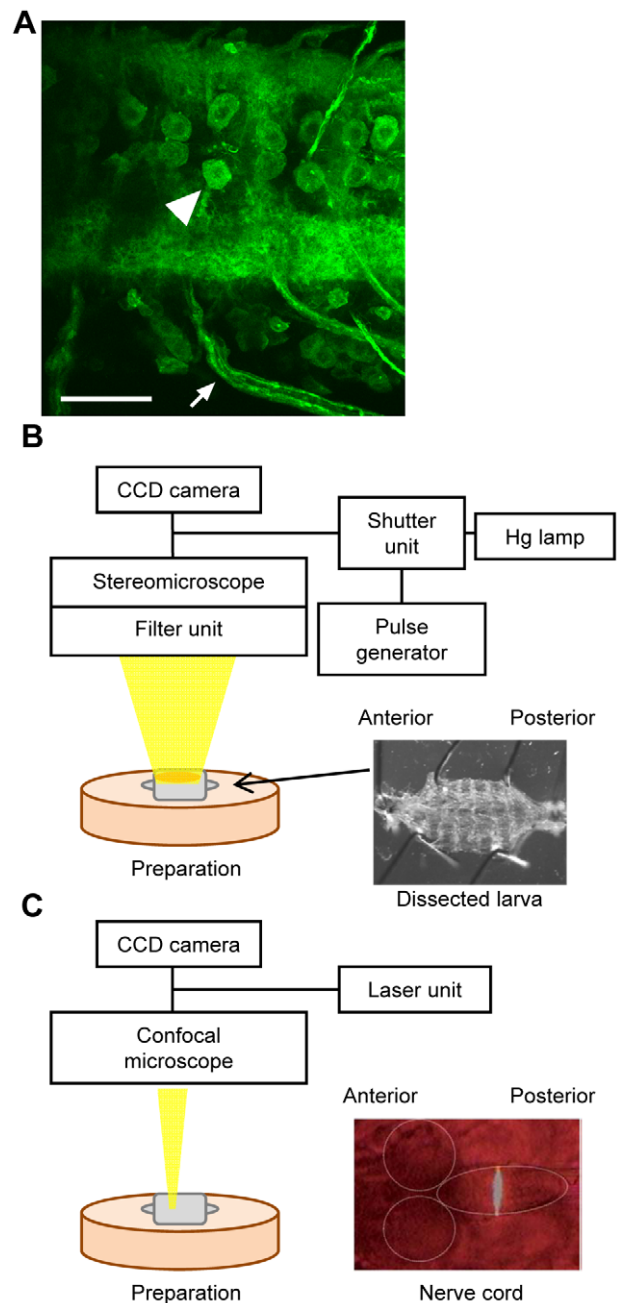 A
B
CCD camera
Shutter
unit
Hg lamp
Stereomicroscope
Filter unit
Pulse
generator
Anterior
Posterior
Preparation
Dissected larva
C
CCD camera
Laser unit
Confocal
microscope
Anterior
Posterior
Preparation
Nerve cord